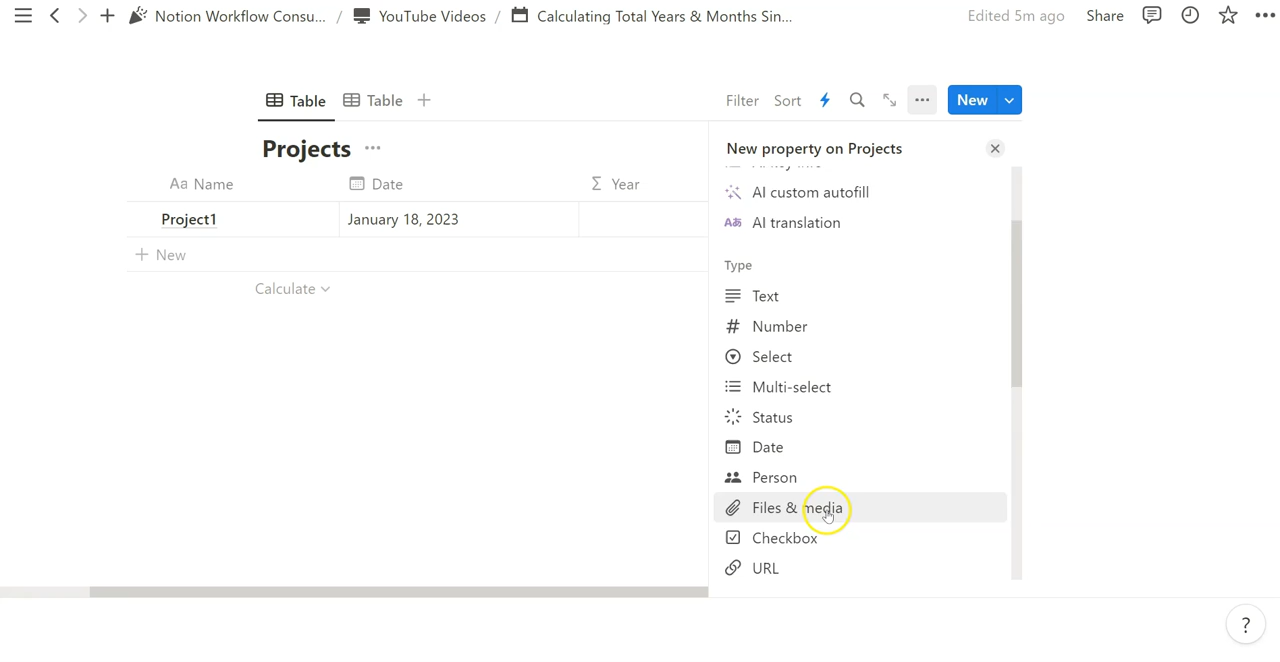 Notion Workflow Consu... / YouTube Videos / Calculating Total Years & Months Sin... Edited 5m ago Share
Table Table Filter Sort New
Projects
Aa Name Date Σ Year
Project1 January 18, 2023
+ New
Calculate
New property on Projects
AI custom autofill
AI translation
Type
Text
# Number
Select
Multi-select
Status
Date
Person
Files & media
Checkbox
URL
?